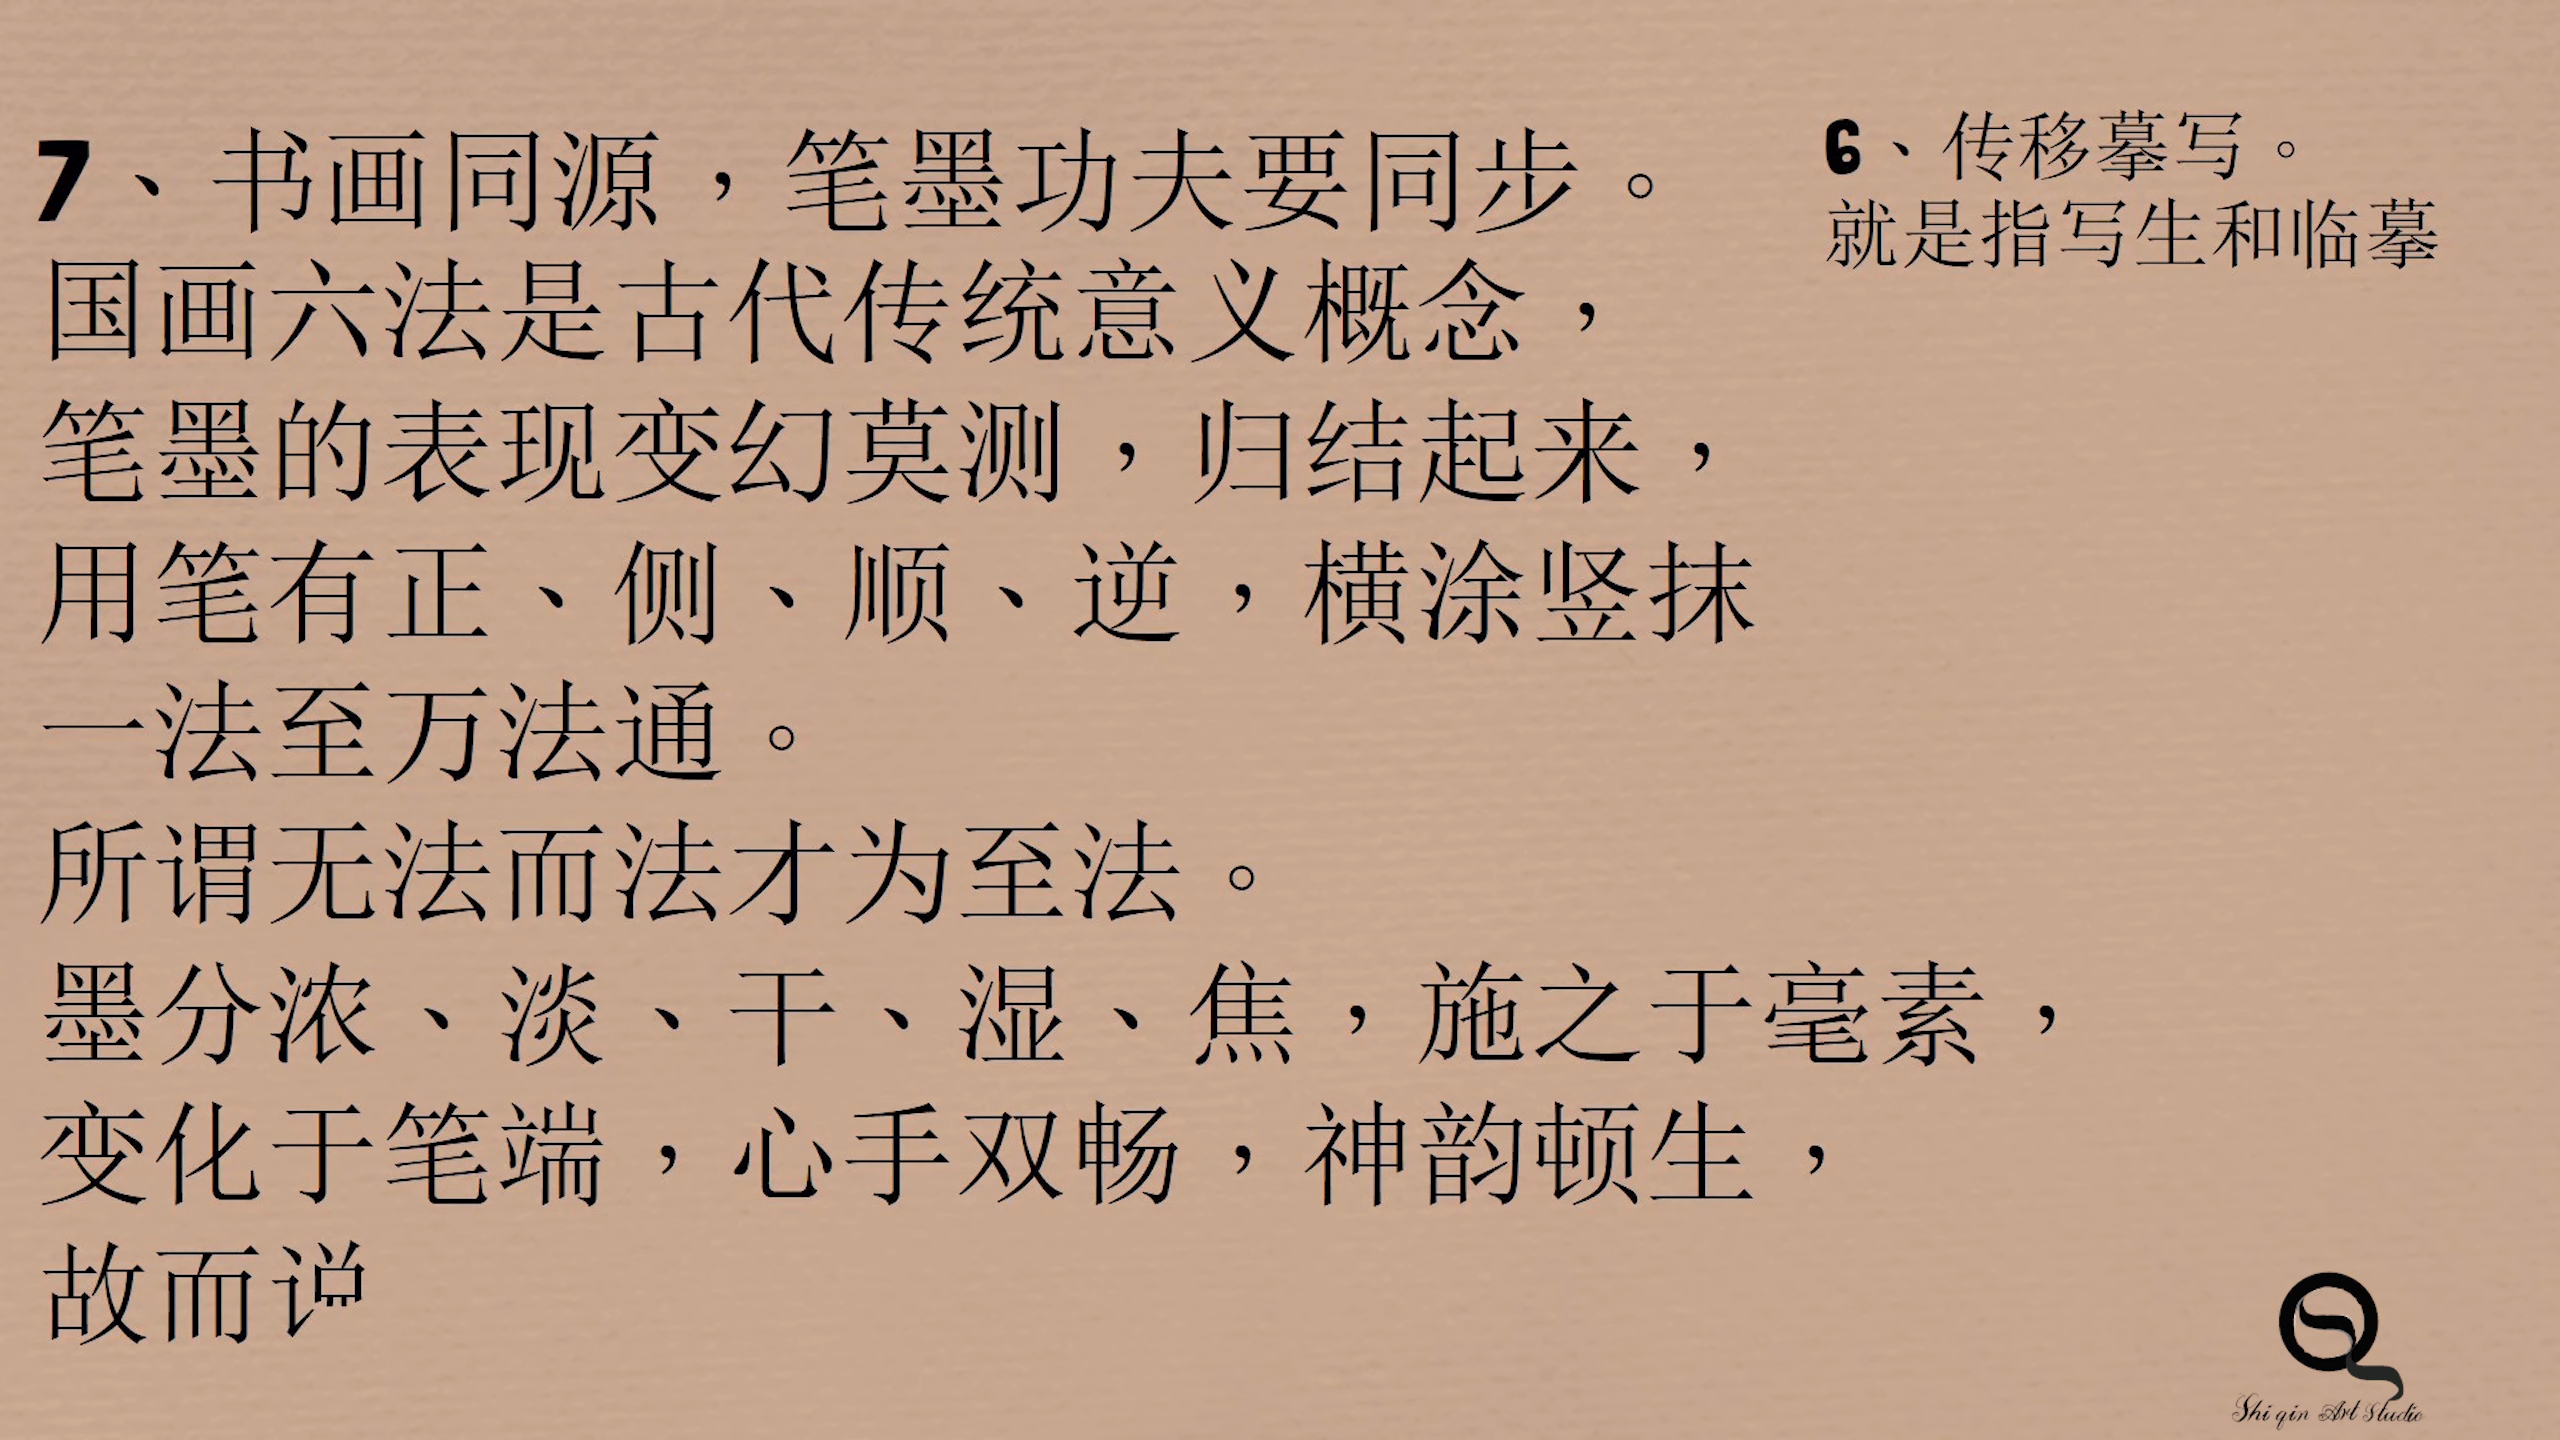 7、书画同源，笔墨功夫要同步。
国画六法是古代传统意义概念，
笔墨的表现变幻莫测，归结起来，
用笔有正、侧、顺、逆，横涂竖抹
一法至万法通。
所谓无法而法才为至法。
墨分浓、淡、干、湿、焦，施之于毫素，
变化于笔端，心手双畅，神韵顿生，
故而说
6、传移摹写。
就是指写生和临摹
Shi qin Art Studio